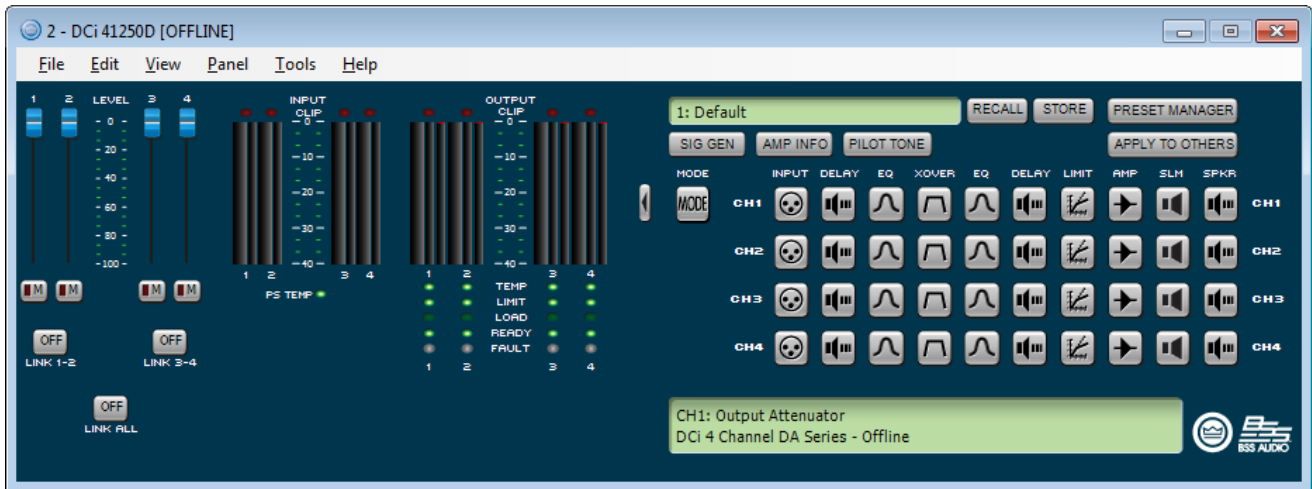 2 - DCi 41250D [OFFLINE]
File Edit View Panel Tools Help
1 2 LEVEL 3 4
- 0 -
- 20 -
- 40 -
- 60 -
- 80 -
-100 -
M M M M
OFF OFF
LINK 1-2 LINK 3-4
OFF
LINK ALL
INPUT
CLIP
- 0 -
-10-
-20-
-30-
-40-
1 2 3 4
PS TEMP
OUTPUT
CLIP
- 0 -
-10-
-20-
-30-
-40-
1 2 3 4
TEMP
LIMIT
LOAD
READY
FAULT
1 2 3 4
1: Default RECALL STORE PRESET MANAGER
SIG GEN AMP INFO PILOT TONE APPLY TO OTHERS
MODE INPUT DELAY EQ XOVER EQ DELAY LIMIT AMP SLM SPKR
MODE CH1 CH1
CH2 CH2
CH3 CH3
CH4 CH4
CH1: Output Attenuator
DCi 4 Channel DA Series - Offline
BSS
BSS AUDIO